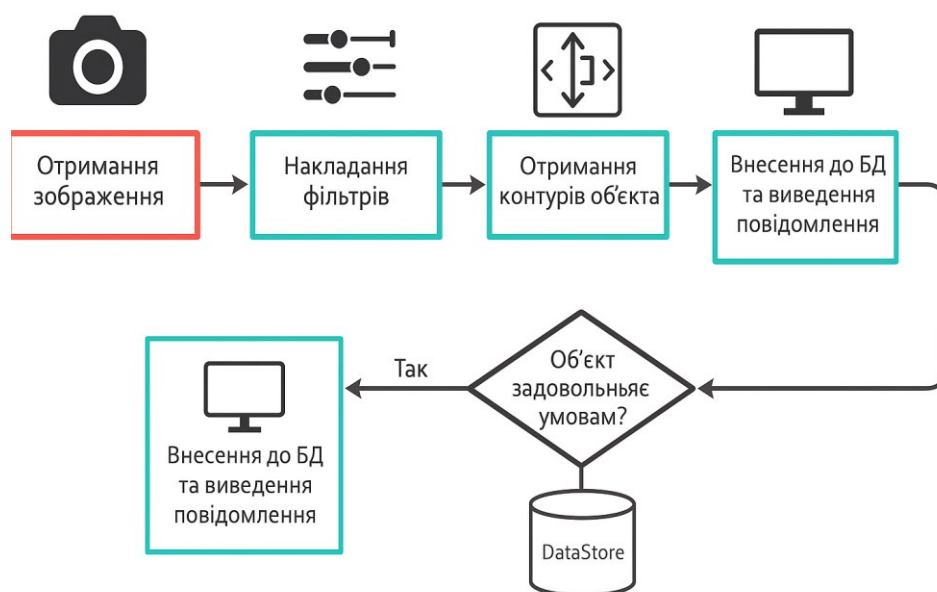 Отримання
зображення
Накладання
фільтрів
Отримання
контурів об'єкта
Внесення до БД
та виведення
повідомлення
Об'єкт
задовольньяє
умовам?
Так
Внесення до БД
та виведення
повідомлення
DataStore